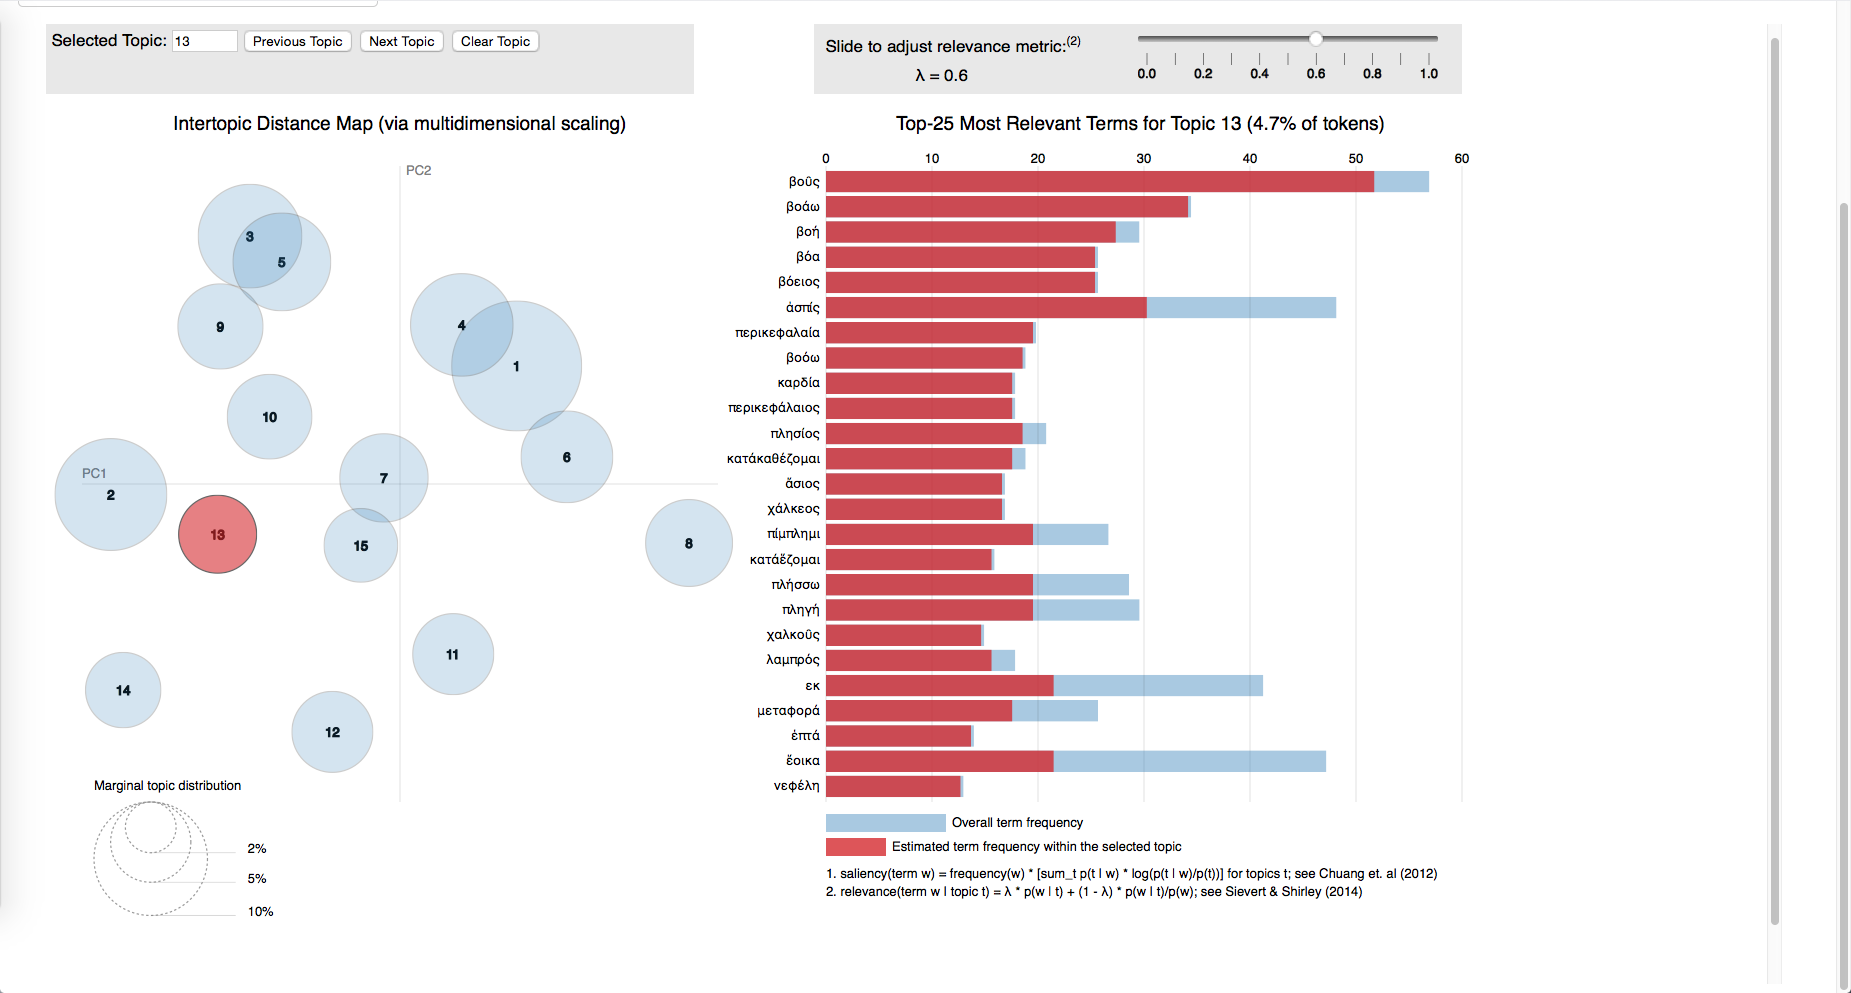 Selected Topic: 13 Previous Topic Next Topic Clear Topic
Slide to adjust relevance metric:(2)
λ = 0.6
0.0 0.2 0.4 0.6 0.8 1.0
Intertopic Distance Map (via multidimensional scaling)
PC2
PC1
3
5
9
4
1
10
7
6
2
13
15
8
11
14
12
Marginal topic distribution
2%
5%
10%
Top-25 Most Relevant Terms for Topic 13 (4.7% of tokens)
0 10 20 30 40 50 60
βοῦς
βοάω
βοή
βόα
βόειος
ἀσπίς
περικεφαλαία
βοόω
καρδία
περικεφάλαιος
πλησίος
κατάκαθέζομαι
ἄσιος
χάλκεος
πίμπλημι
κατάἕζομαι
πλήσσω
πληγή
χαλκοῦς
λαμπρός
εκ
μεταφορά
ἑπτά
ἔοικα
νεφέλη
Overall term frequency
Estimated term frequency within the selected topic
1. saliency(term w) = frequency(w) * [sum_t p(t | w) * log(p(t | w)/p(t))] for topics t; see Chuang et. al (2012)
2. relevance(term w | topic t) = λ * p(w | t) + (1 - λ) * p(w | t)/p(w); see Sievert & Shirley (2014)